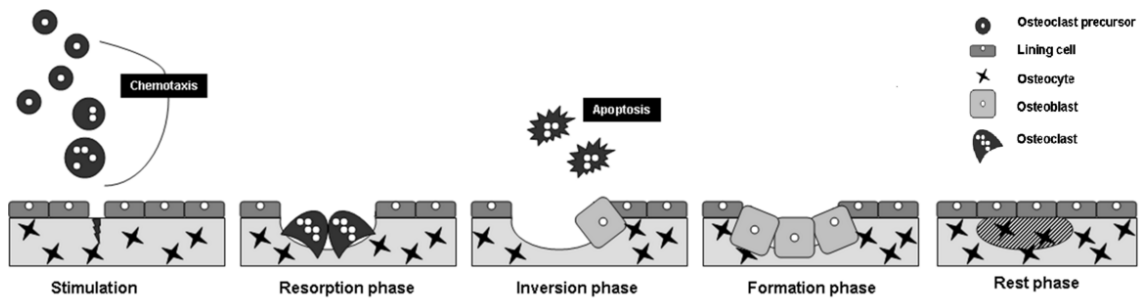 Chemotaxis
Apoptosis
Osteoclast precursor
Lining cell
Osteocyte
Osteoblast
Osteoclast
Stimulation
Resorption phase
Inversion phase
Formation phase
Rest phase